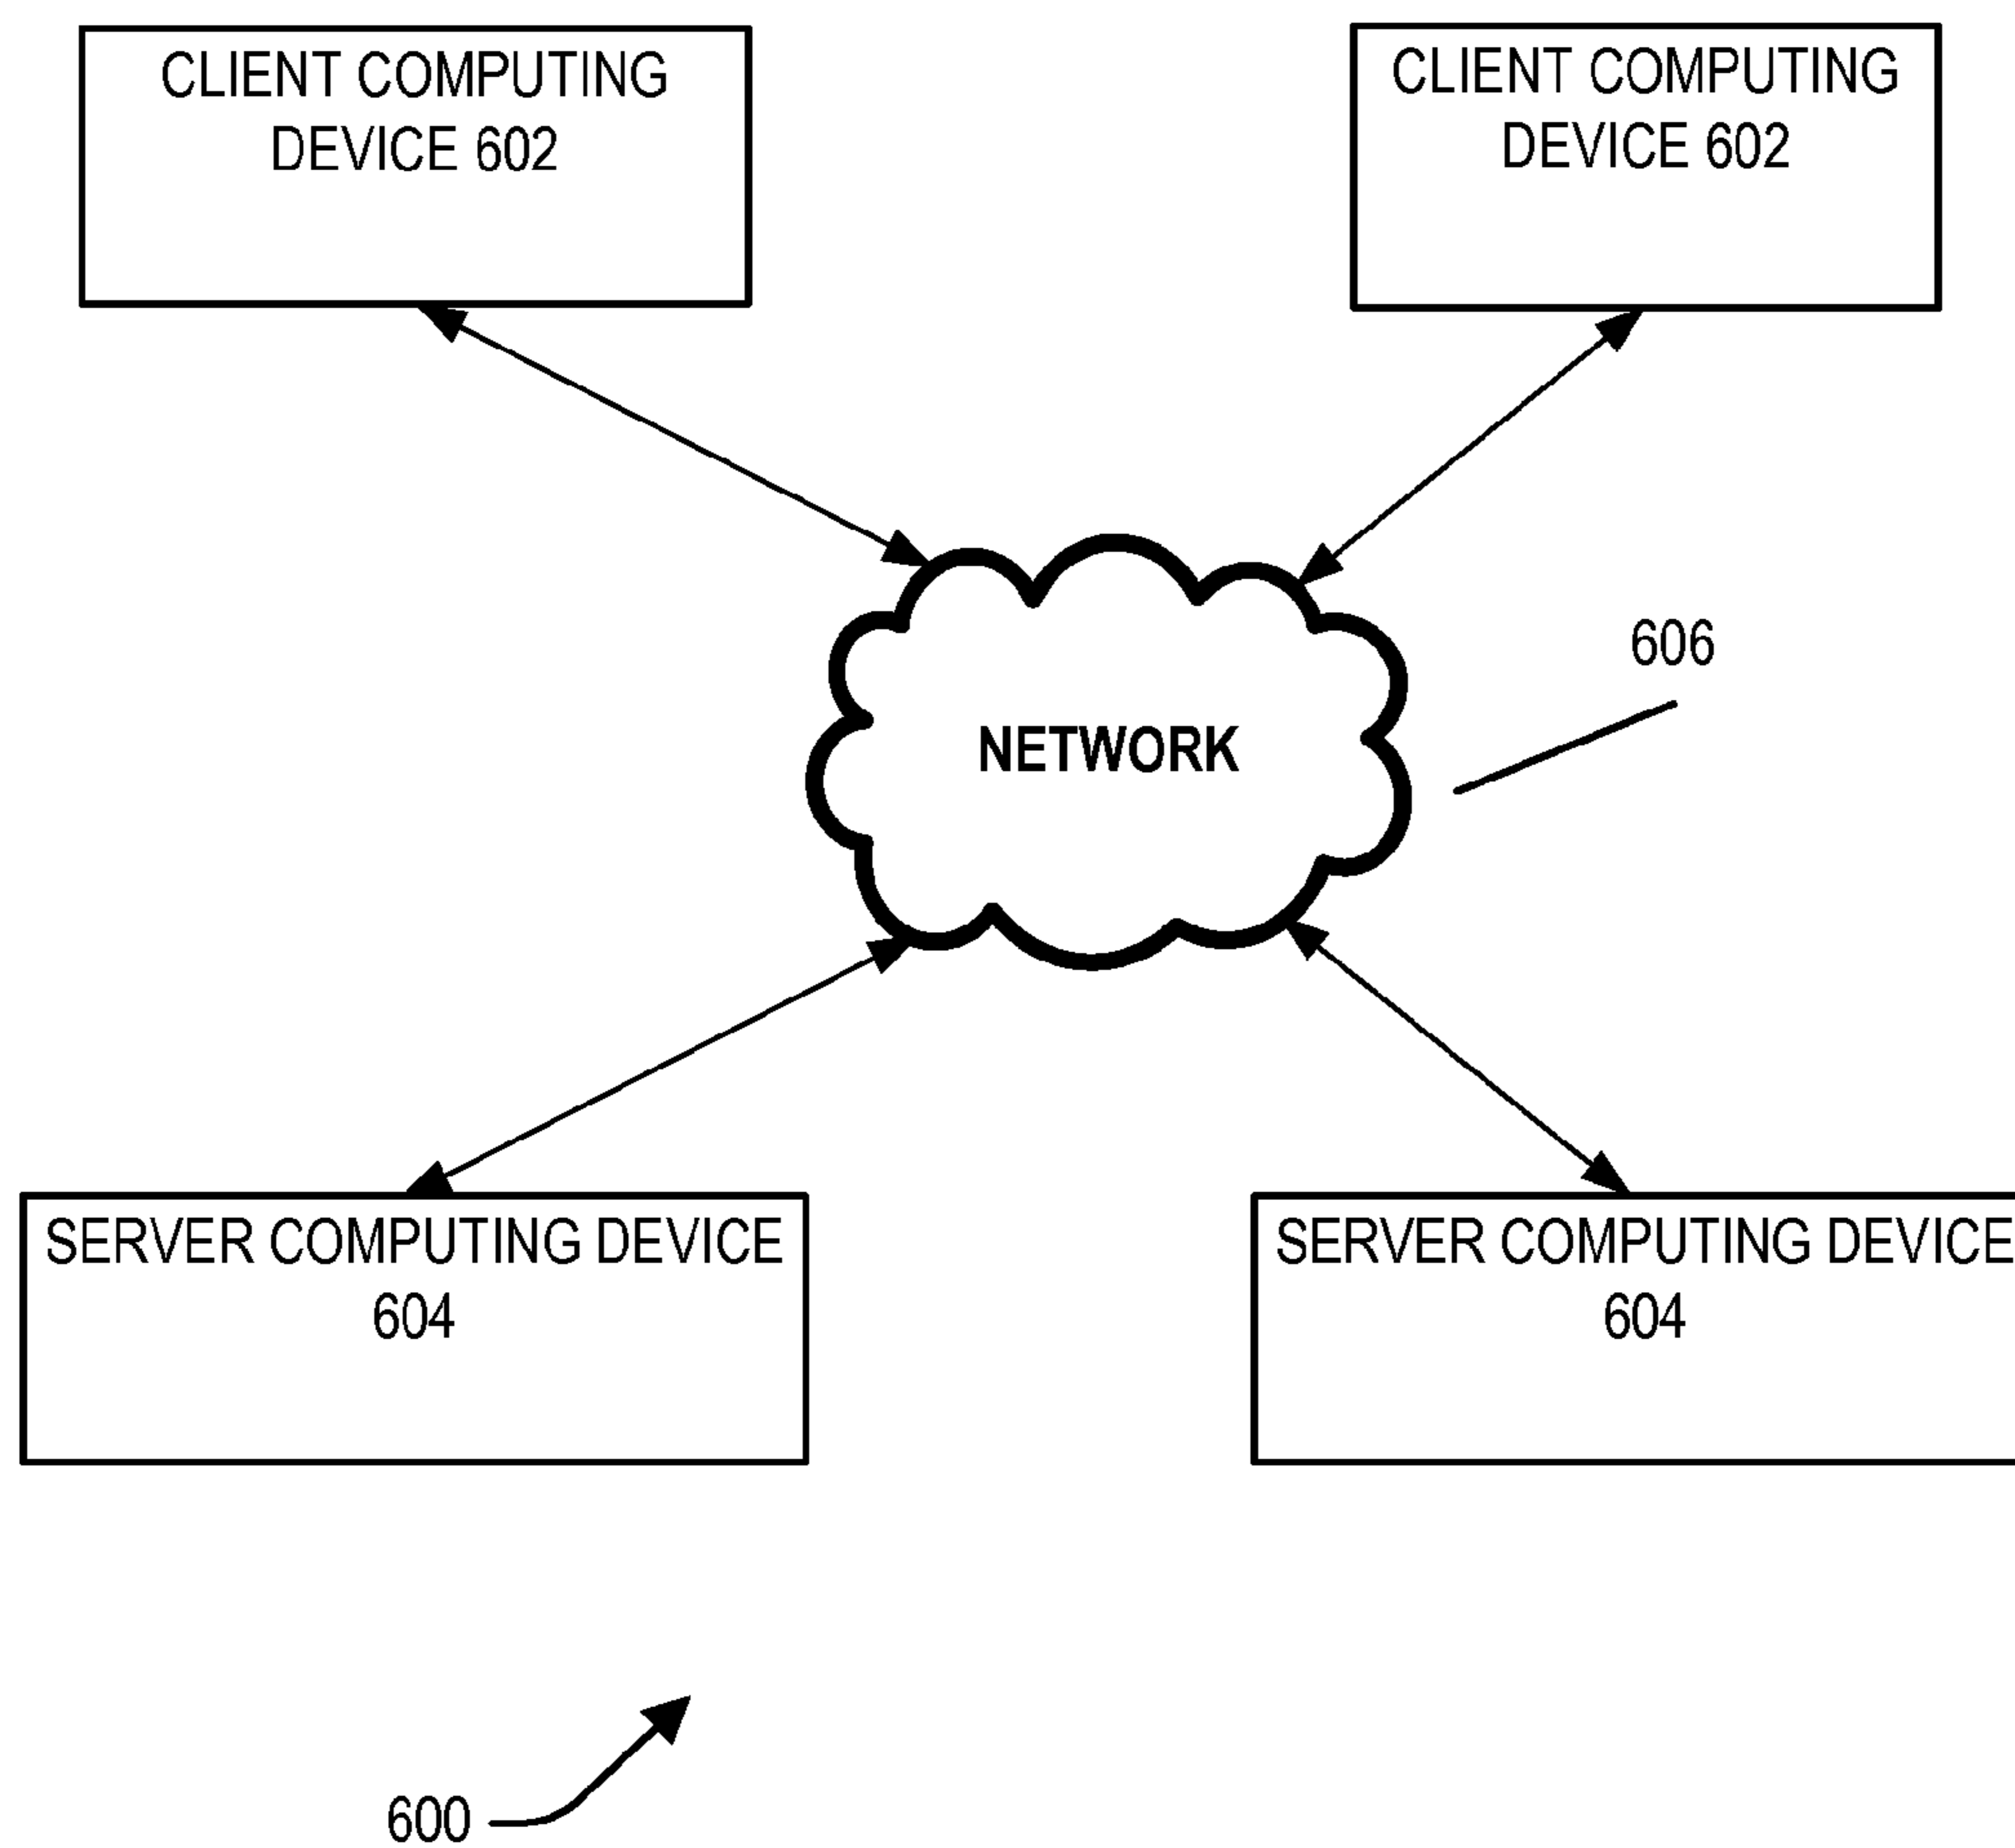 CLIENT COMPUTING
DEVICE 602
CLIENT COMPUTING
DEVICE 602
606
NETWORK
SERVER COMPUTING DEVICE
604
SERVER COMPUTING DEVICE
604
600